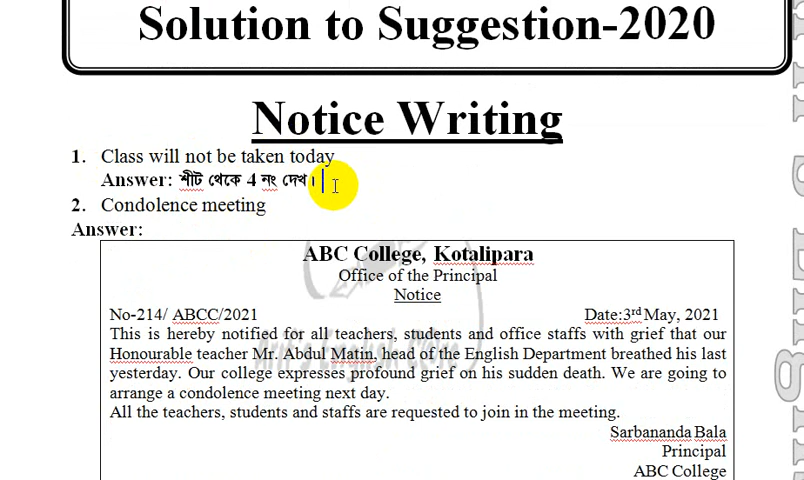 Solution to Suggestion-2020
Notice Writing
1. Class will not be taken today
Answer: শীট থেকে 4 নং দেখ।
2. Condolence meeting
Answer:
ABC College, Kotalipara
Office of the Principal
Notice
No-214/ ABCC/2021 Date:3rd May, 2021
This is hereby notified for all teachers, students and office staffs with grief that our
Honourable teacher Mr. Abdul Matin, head of the English Department breathed his last
yesterday. Our college expresses profound grief on his sudden death. We are going to
arrange a condolence meeting next day.
All the teachers, students and staffs are requested to join in the meeting.
Sarbananda Bala
Principal
ABC College